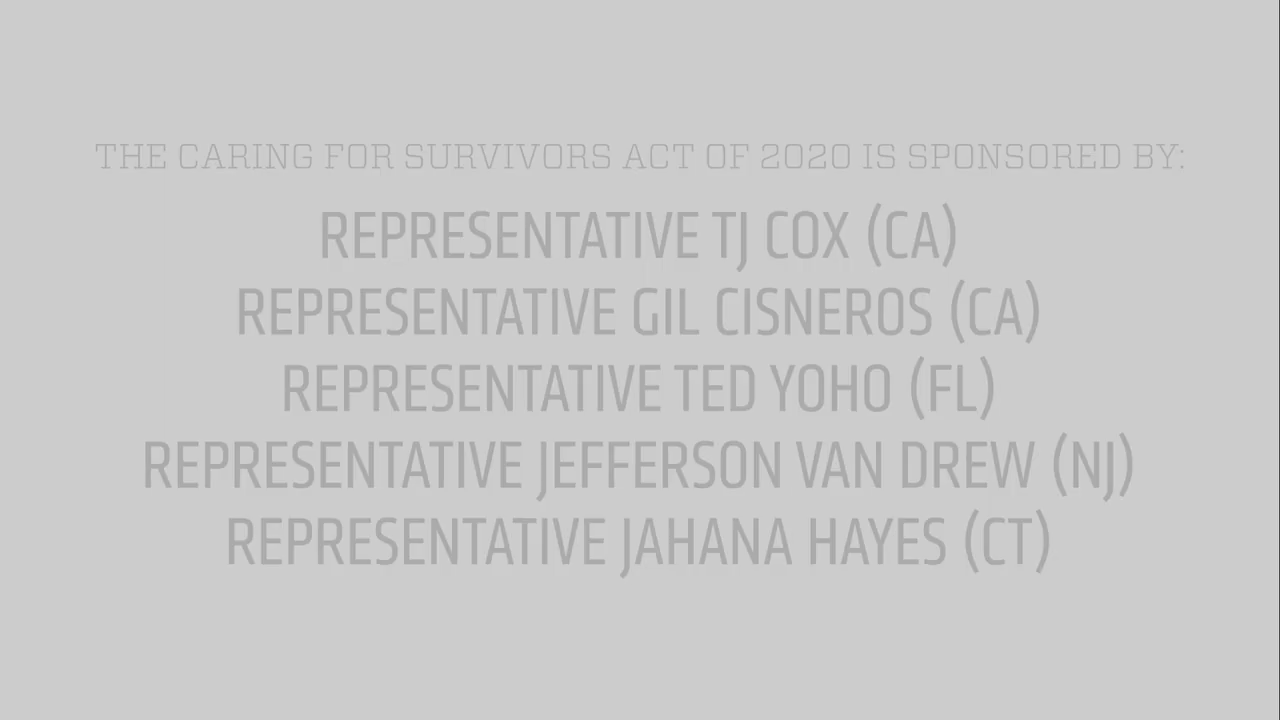 THE CARING FOR SURVIVORS ACT OF 2020 IS SPONSORED BY:
REPRESENTATIVE TJ COX (CA)
REPRESENTATIVE GIL CISNEROS (CA)
REPRESENTATIVE TED YOHO (FL)
REPRESENTATIVE JEFFERSON VAN DREW (NJ)
REPRESENTATIVE JAHANA HAYES (CT)